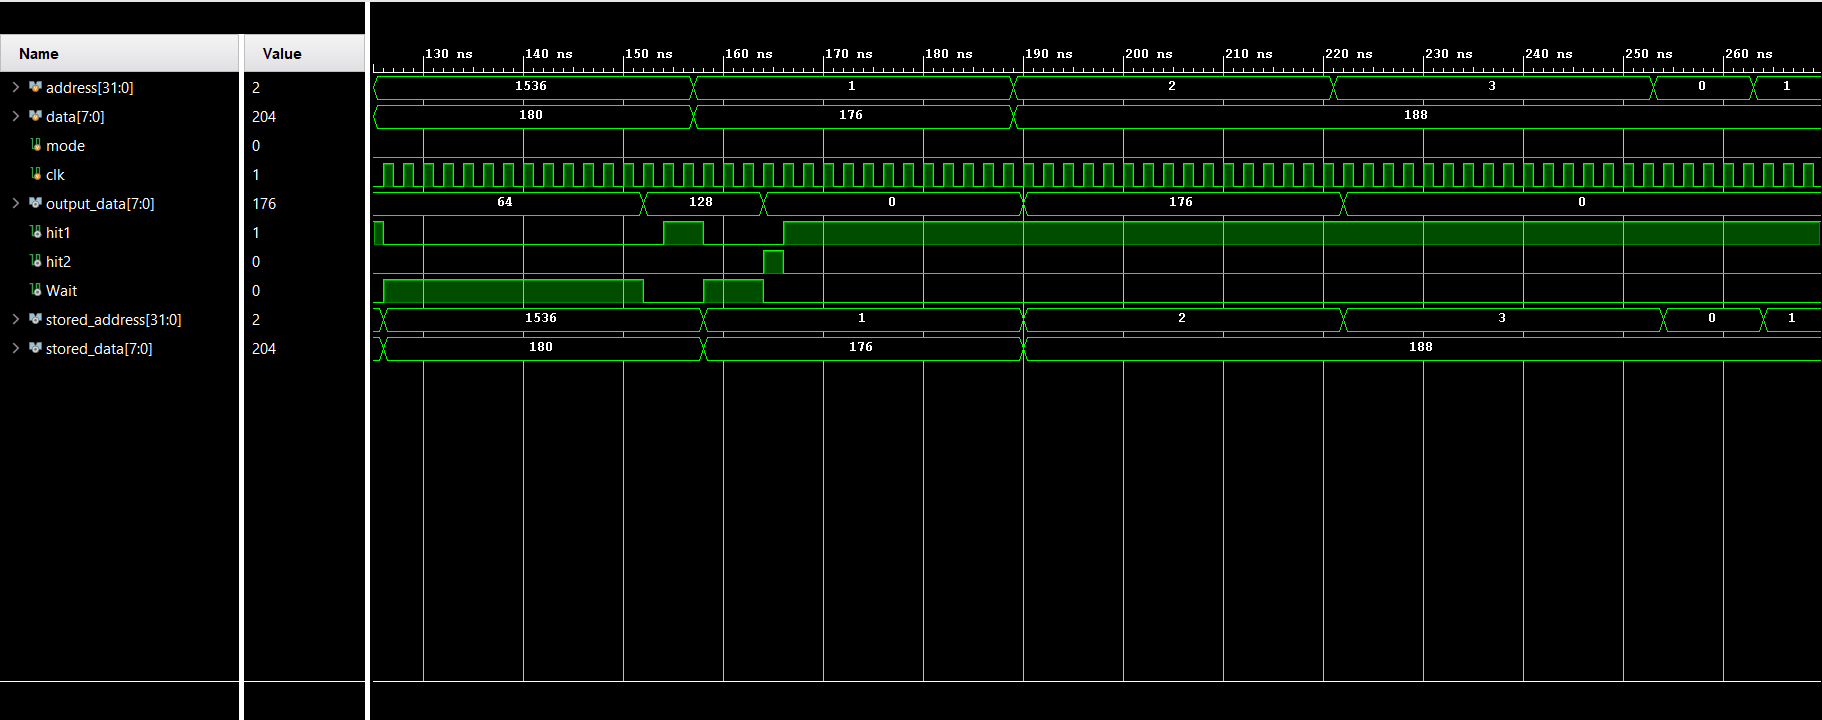 Name Value
130 ns 140 ns 150 ns 160 ns 170 ns 180 ns 190 ns 200 ns 210 ns 220 ns 230 ns 240 ns 250 ns 260 ns
address[31:0] 2 1536 1 2 3 0 1
data[7:0] 204 180 176 188
mode 0
clk 1
output_data[7:0] 176 64 128 0 176 0
hit1 1
hit2 0
Wait 0
stored_address[31:0] 2 1536 1 2 3 0 1
stored_data[7:0] 204 180 176 188